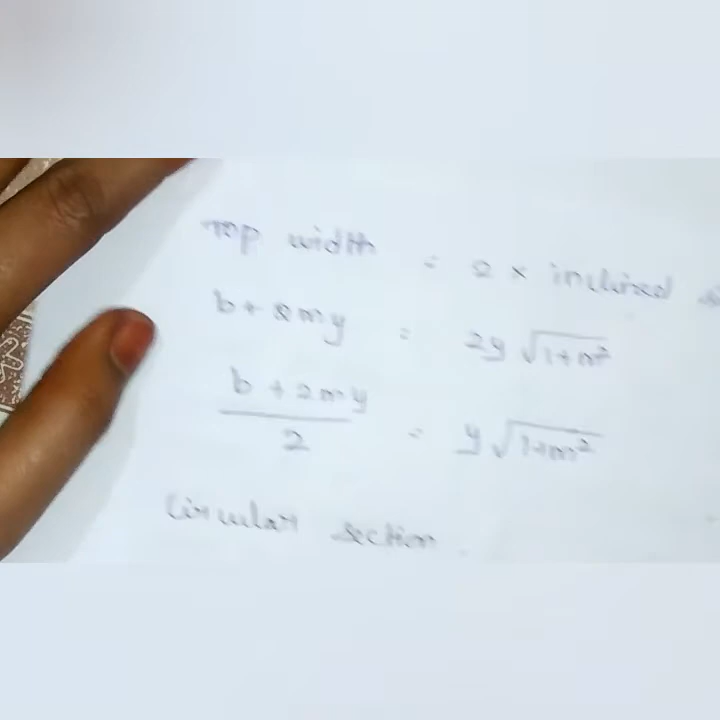 Top width = 2 × inclined
b + 2my = 2y √1+m²
b + 2my / 2 = y √1+m²
Circular section.